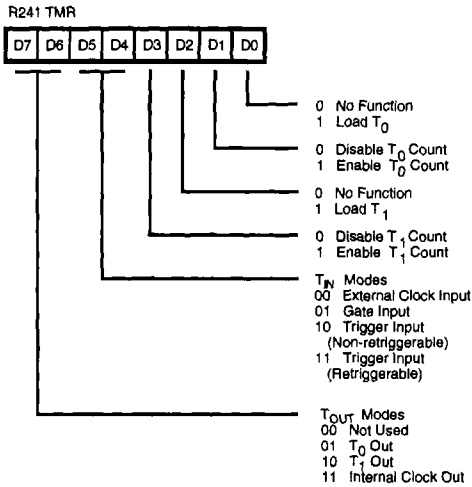 R241 TMR
D7 D6 D5 D4 D3 D2 D1 D0
0 No Function
1 Load T0
0 Disable T0 Count
1 Enable T0 Count
0 No Function
1 Load T1
0 Disable T1 Count
1 Enable T1 Count
TIN Modes
00 External Clock Input
01 Gate Input
10 Trigger Input
(Non-retriggerable)
11 Trigger Input
(Retriggerable)
TOUT Modes
00 Not Used
01 T0 Out
10 T1 Out
11 Internal Clock Out